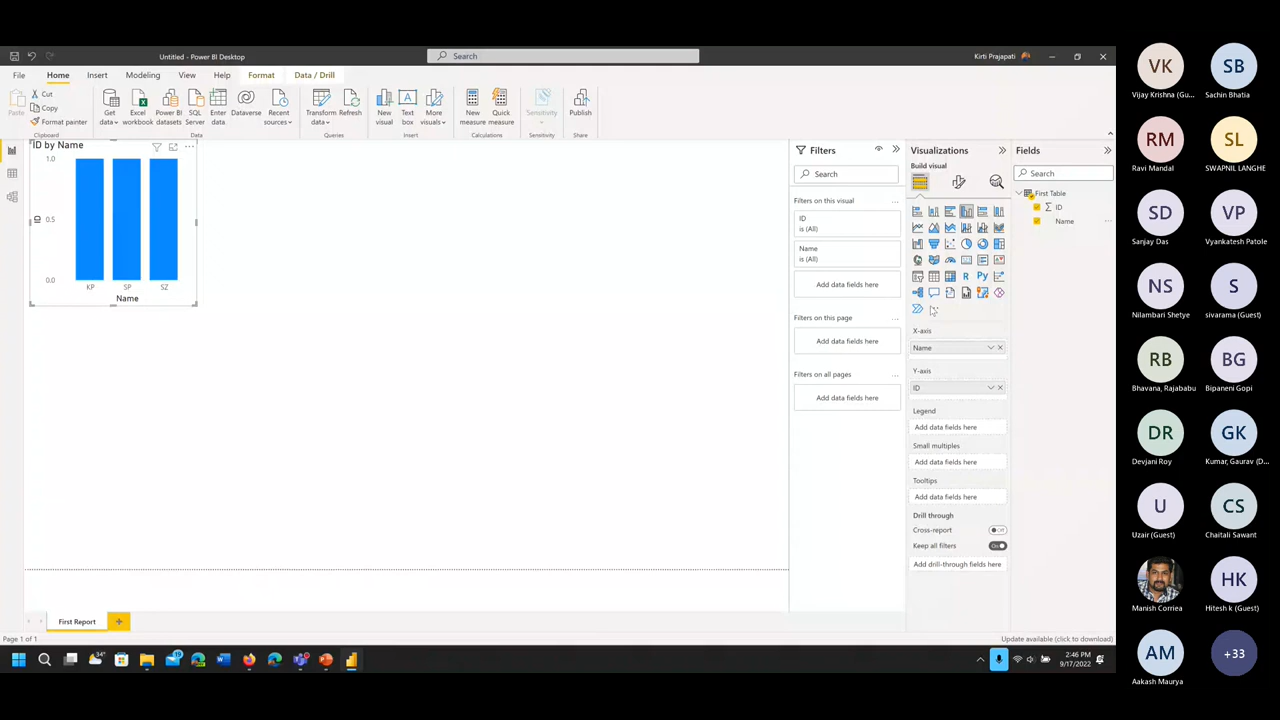 Untitled - Power BI Desktop
Search
Kirti Prajapati
File
Home
Insert
Modeling
View
Help
Format
Data / Drill
Paste
Cut
Copy
Format painter
Get data
Excel workbook
Power BI datasets
SQL Server
Enter data
Dataverse
Recent sources
Transform data
Refresh
New visual
Text box
More visuals
New measure
Quick measure
Sensitivity
Publish
Clipboard
Data
Queries
Insert
Calculations
Sensitivity
Share
ID by Name
1.0
0.5
0.0
ID
KP
SP
SZ
Name
Filters
Search
Filters on this visual
ID
is (All)
Name
is (All)
Add data fields here
Filters on this page
Add data fields here
Filters on all pages
Add data fields here
Visualizations
Build visual
R
Py
X-axis
Name
Y-axis
ID
Legend
Add data fields here
Small multiples
Add data fields here
Tooltips
Add data fields here
Drill through
Cross-report
Off
Keep all filters
On
Add drill-through fields here
Fields
Search
First Table
ID
Name
First Report
Page 1 of 1
Update available (click to download)
34°
19
2:46 PM
9/17/2022
VK
Vijay Krishna (Gu...
SB
Sachin Bhatia
RM
Ravi Mandal
SL
SWAPNIL LANGHE
SD
Sanjay Das
VP
Vyankatesh Patole
NS
Nilambari Shetye
S
sivarama (Guest)
RB
Bhavana, Rajababu
BG
Bipaneni Gopi
DR
Devjani Roy
GK
Kumar, Gaurav (D...
U
Uzair (Guest)
CS
Chaitali Sawant
Manish Corriea
HK
Hitesh k (Guest)
AM
Aakash Maurya
+33